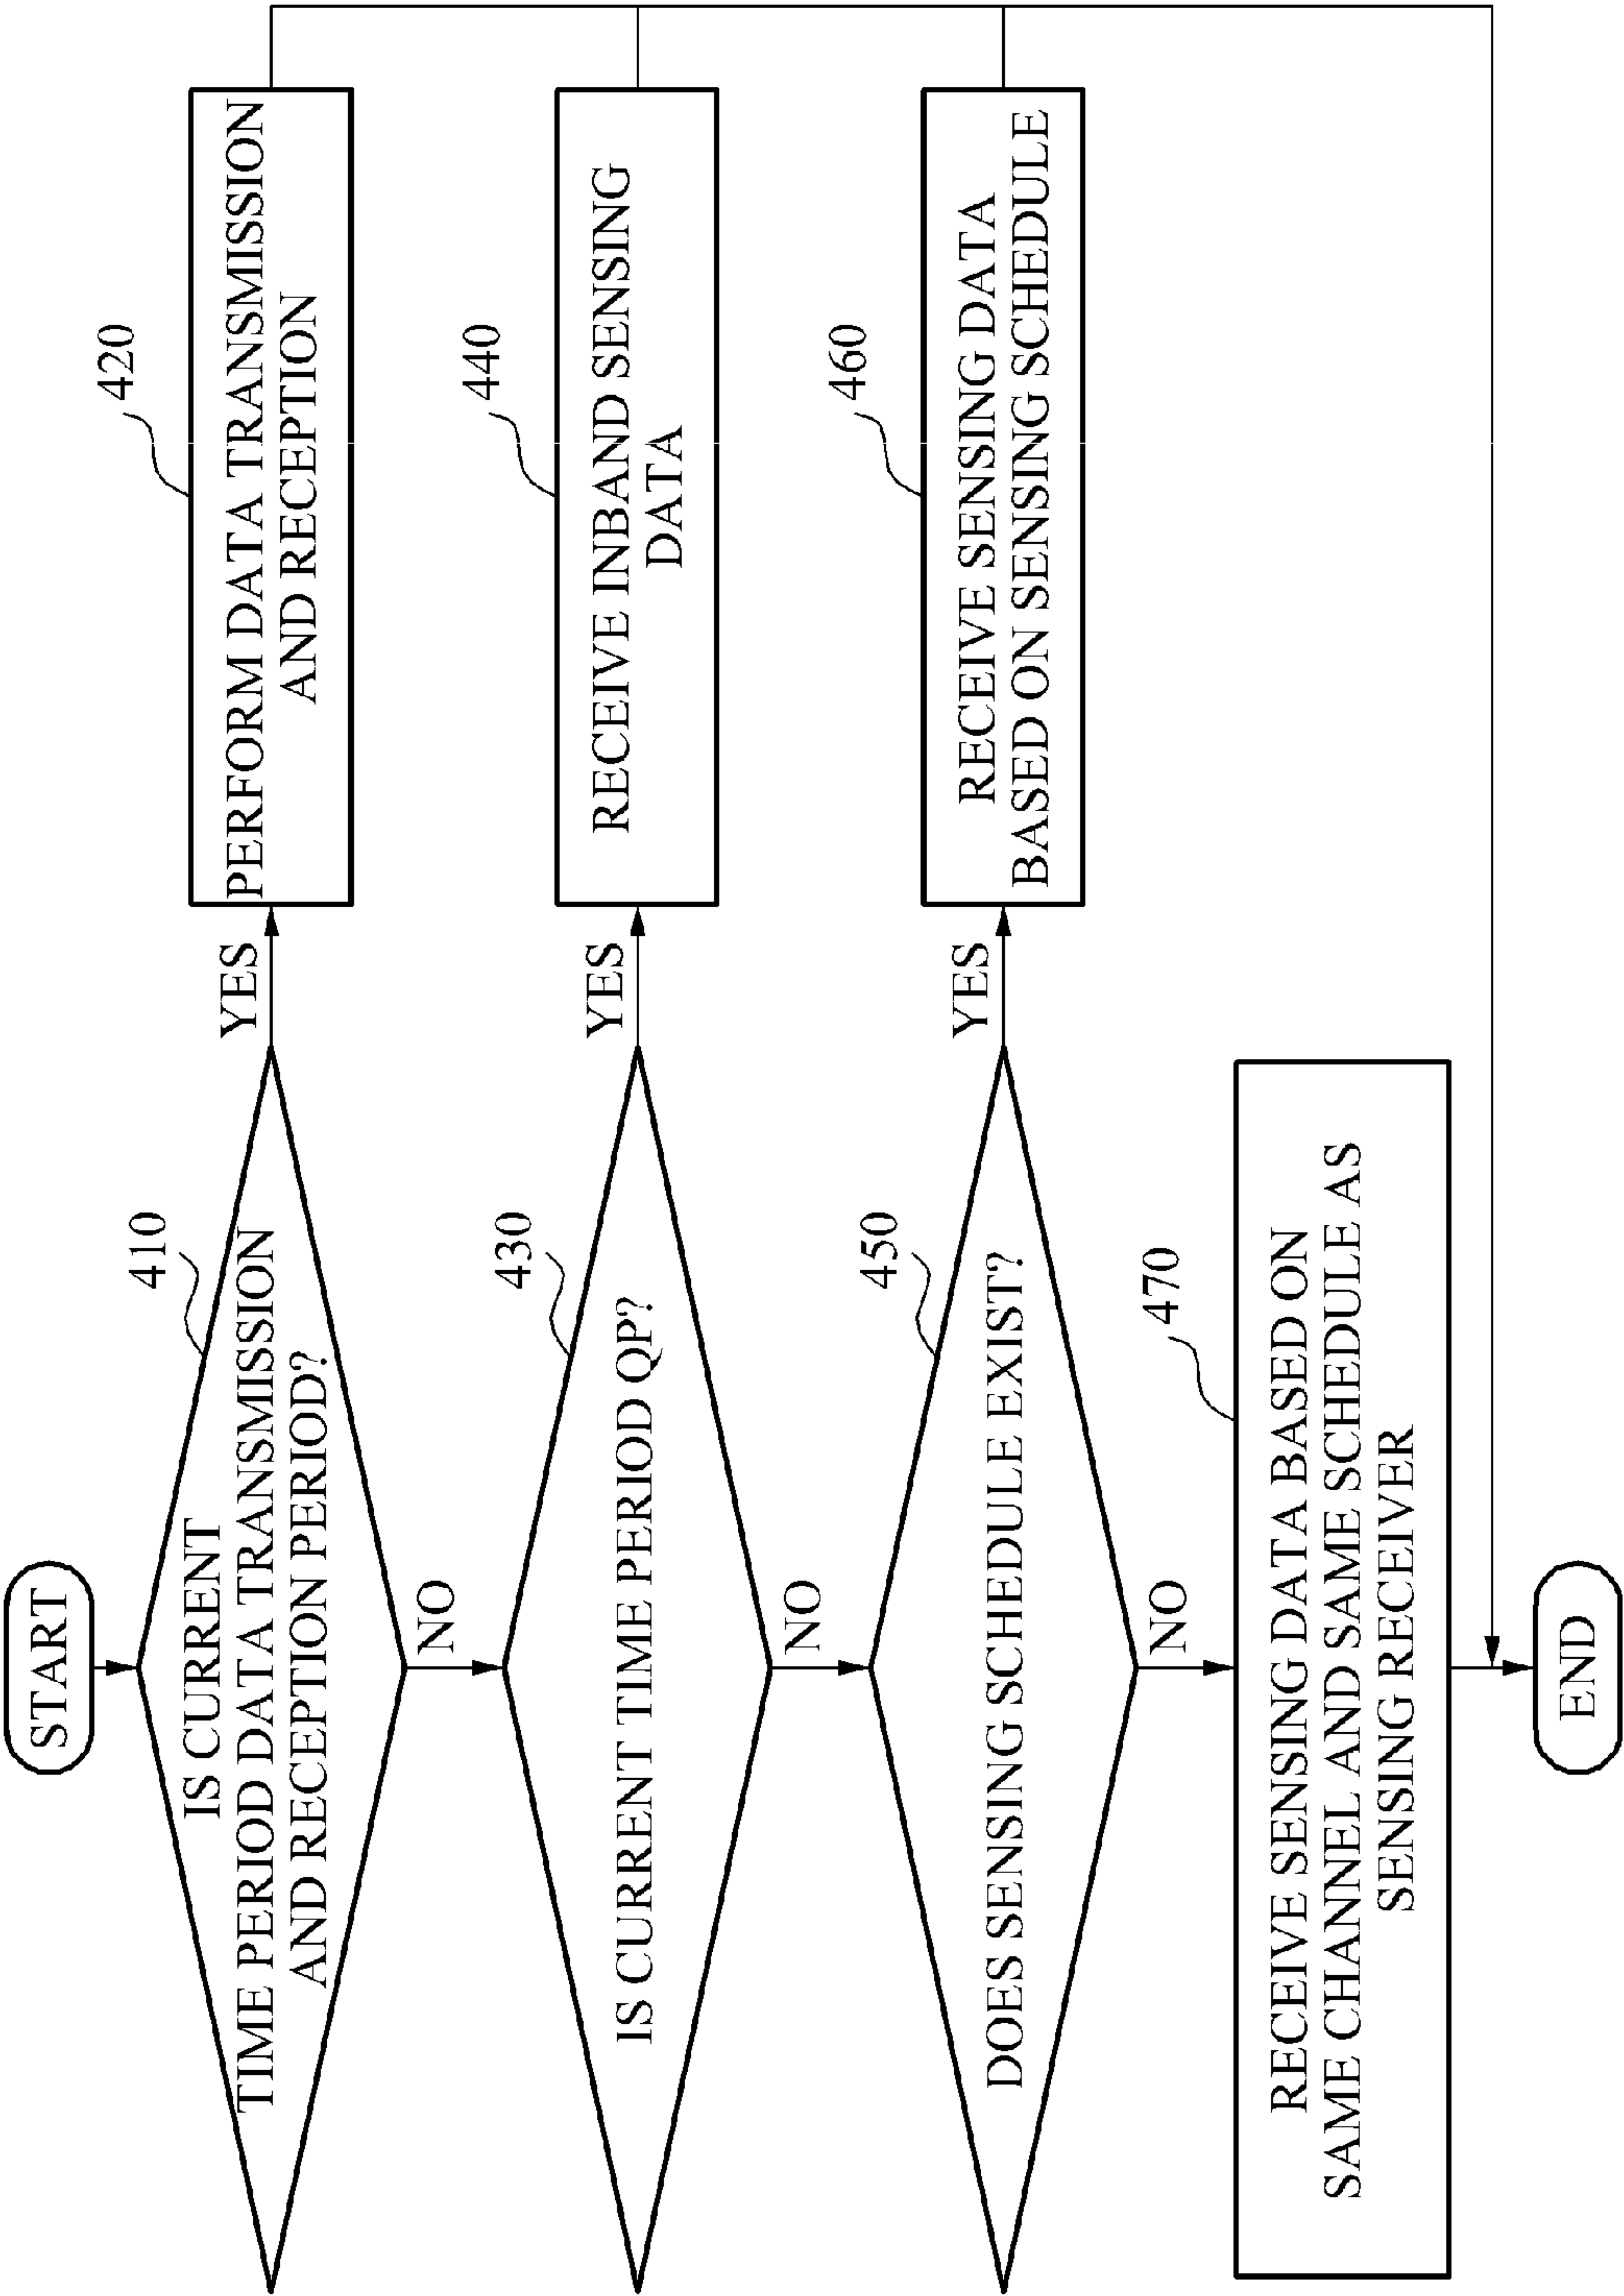 START
410
IS CURRENT
TIME PERIOD DATA TRANSMISSION
AND RECEPTION PERIOD?
YES
420
PERFORM DATA TRANSMISSION
AND RECEPTION
NO
430
IS CURRENT TIME PERIOD QP?
YES
440
RECEIVE INBAND SENSING
DATA
NO
450
DOES SENSING SCHEDULE EXIST?
YES
460
RECEIVE SENSING DATA
BASED ON SENSING SCHEDULE
NO
470
RECEIVE SENSING DATA BASED ON
SAME CHANNEL AND SAME SCHEDULE AS
SENSING RECEIVER
END